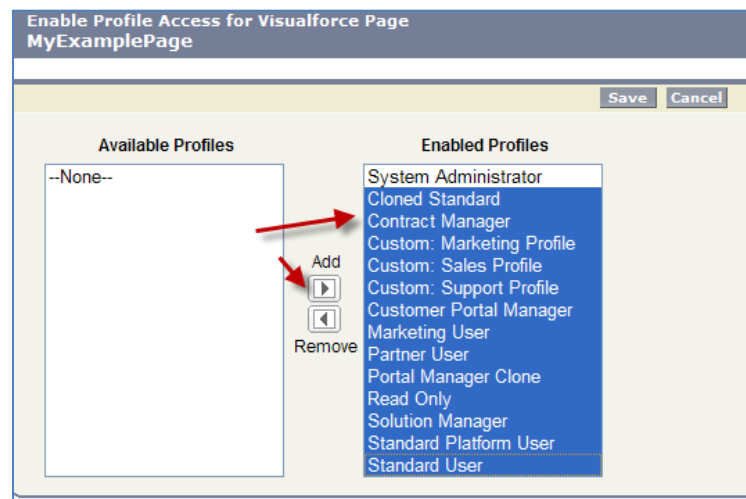 Enable Profile Access for Visualforce Page
MyExamplePage
Save Cancel
Available Profiles
--None--
Add
Remove
Enabled Profiles
System Administrator
Cloned Standard
Contract Manager
Custom: Marketing Profile
Custom: Sales Profile
Custom: Support Profile
Customer Portal Manager
Marketing User
Partner User
Portal Manager Clone
Read Only
Solution Manager
Standard Platform User
Standard User